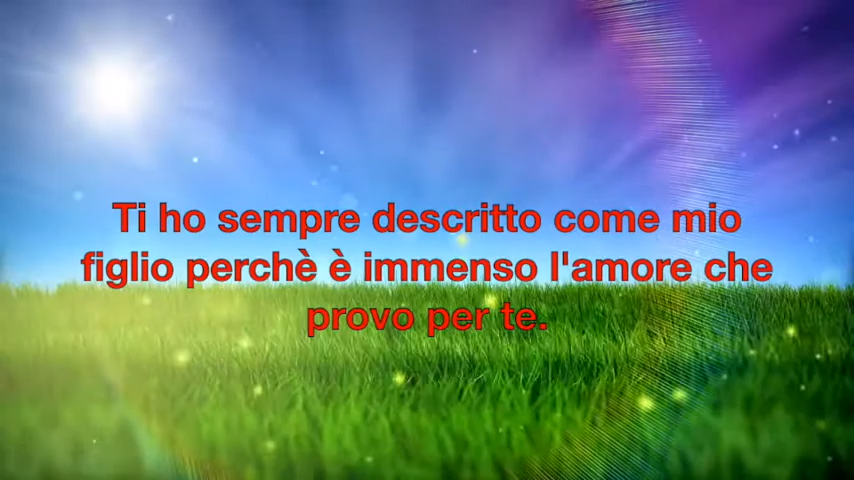 Ti ho sempre descritto come mio
figlio perchè è immenso l'amore che
provo per te.